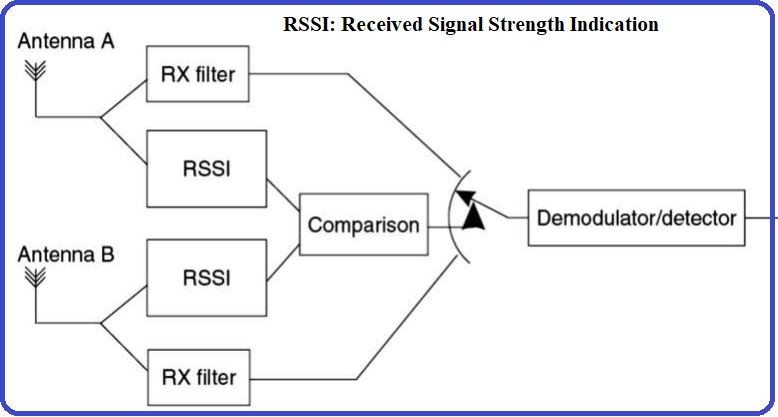 RSSI: Received Signal Strength Indication
Antenna A
RX filter
RSSI
Comparison
Demodulator/detector
Antenna B
RSSI
RX filter